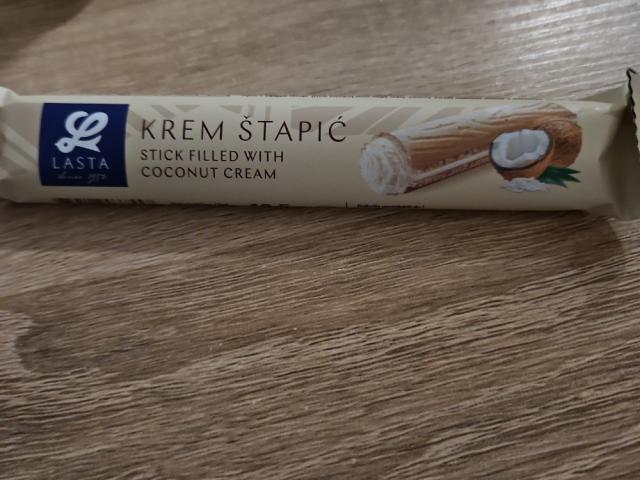 LASTA
KREM ŠTAPIĆ
STICK FILLED WITH
COCONUT CREAM